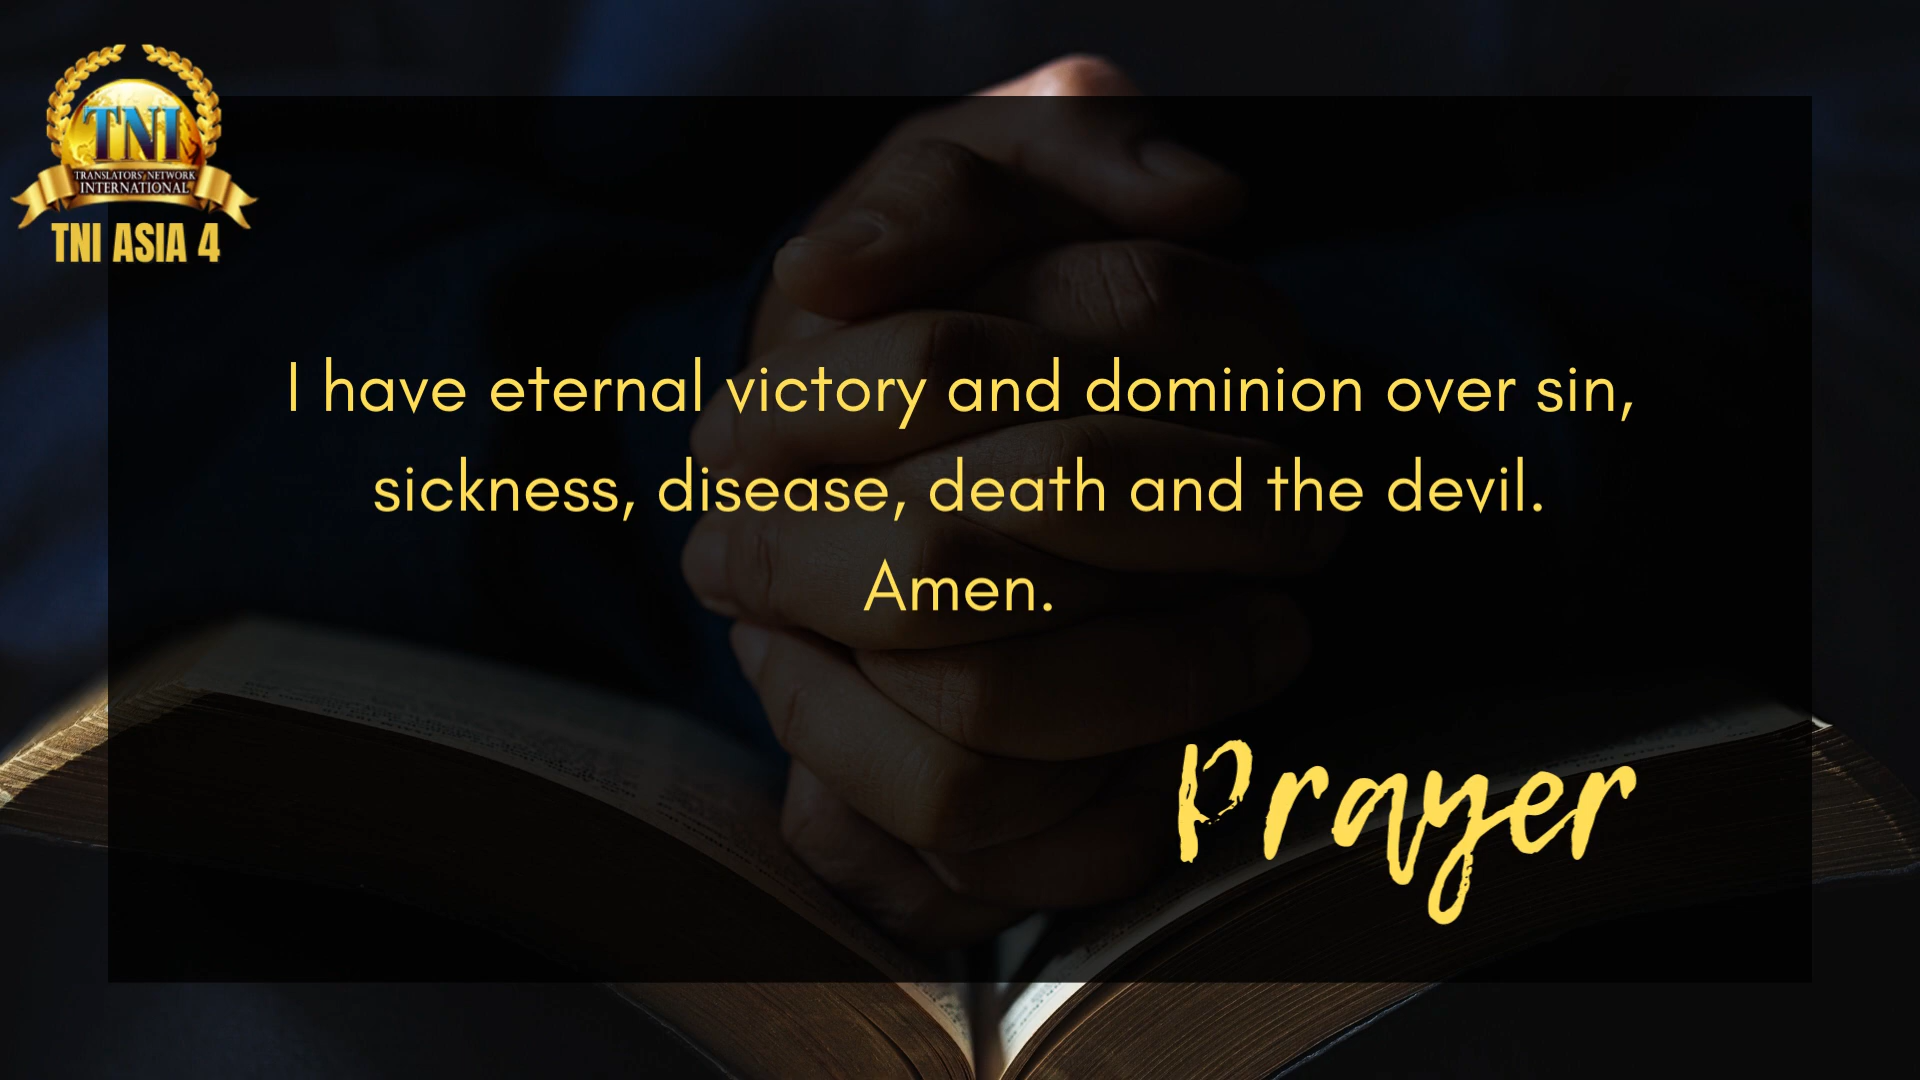 TNI
TRANSLATORS' NETWORK
INTERNATIONAL
TNI ASIA 4
I have eternal victory and dominion over sin,
sickness, disease, death and the devil.
Amen.
Prayer